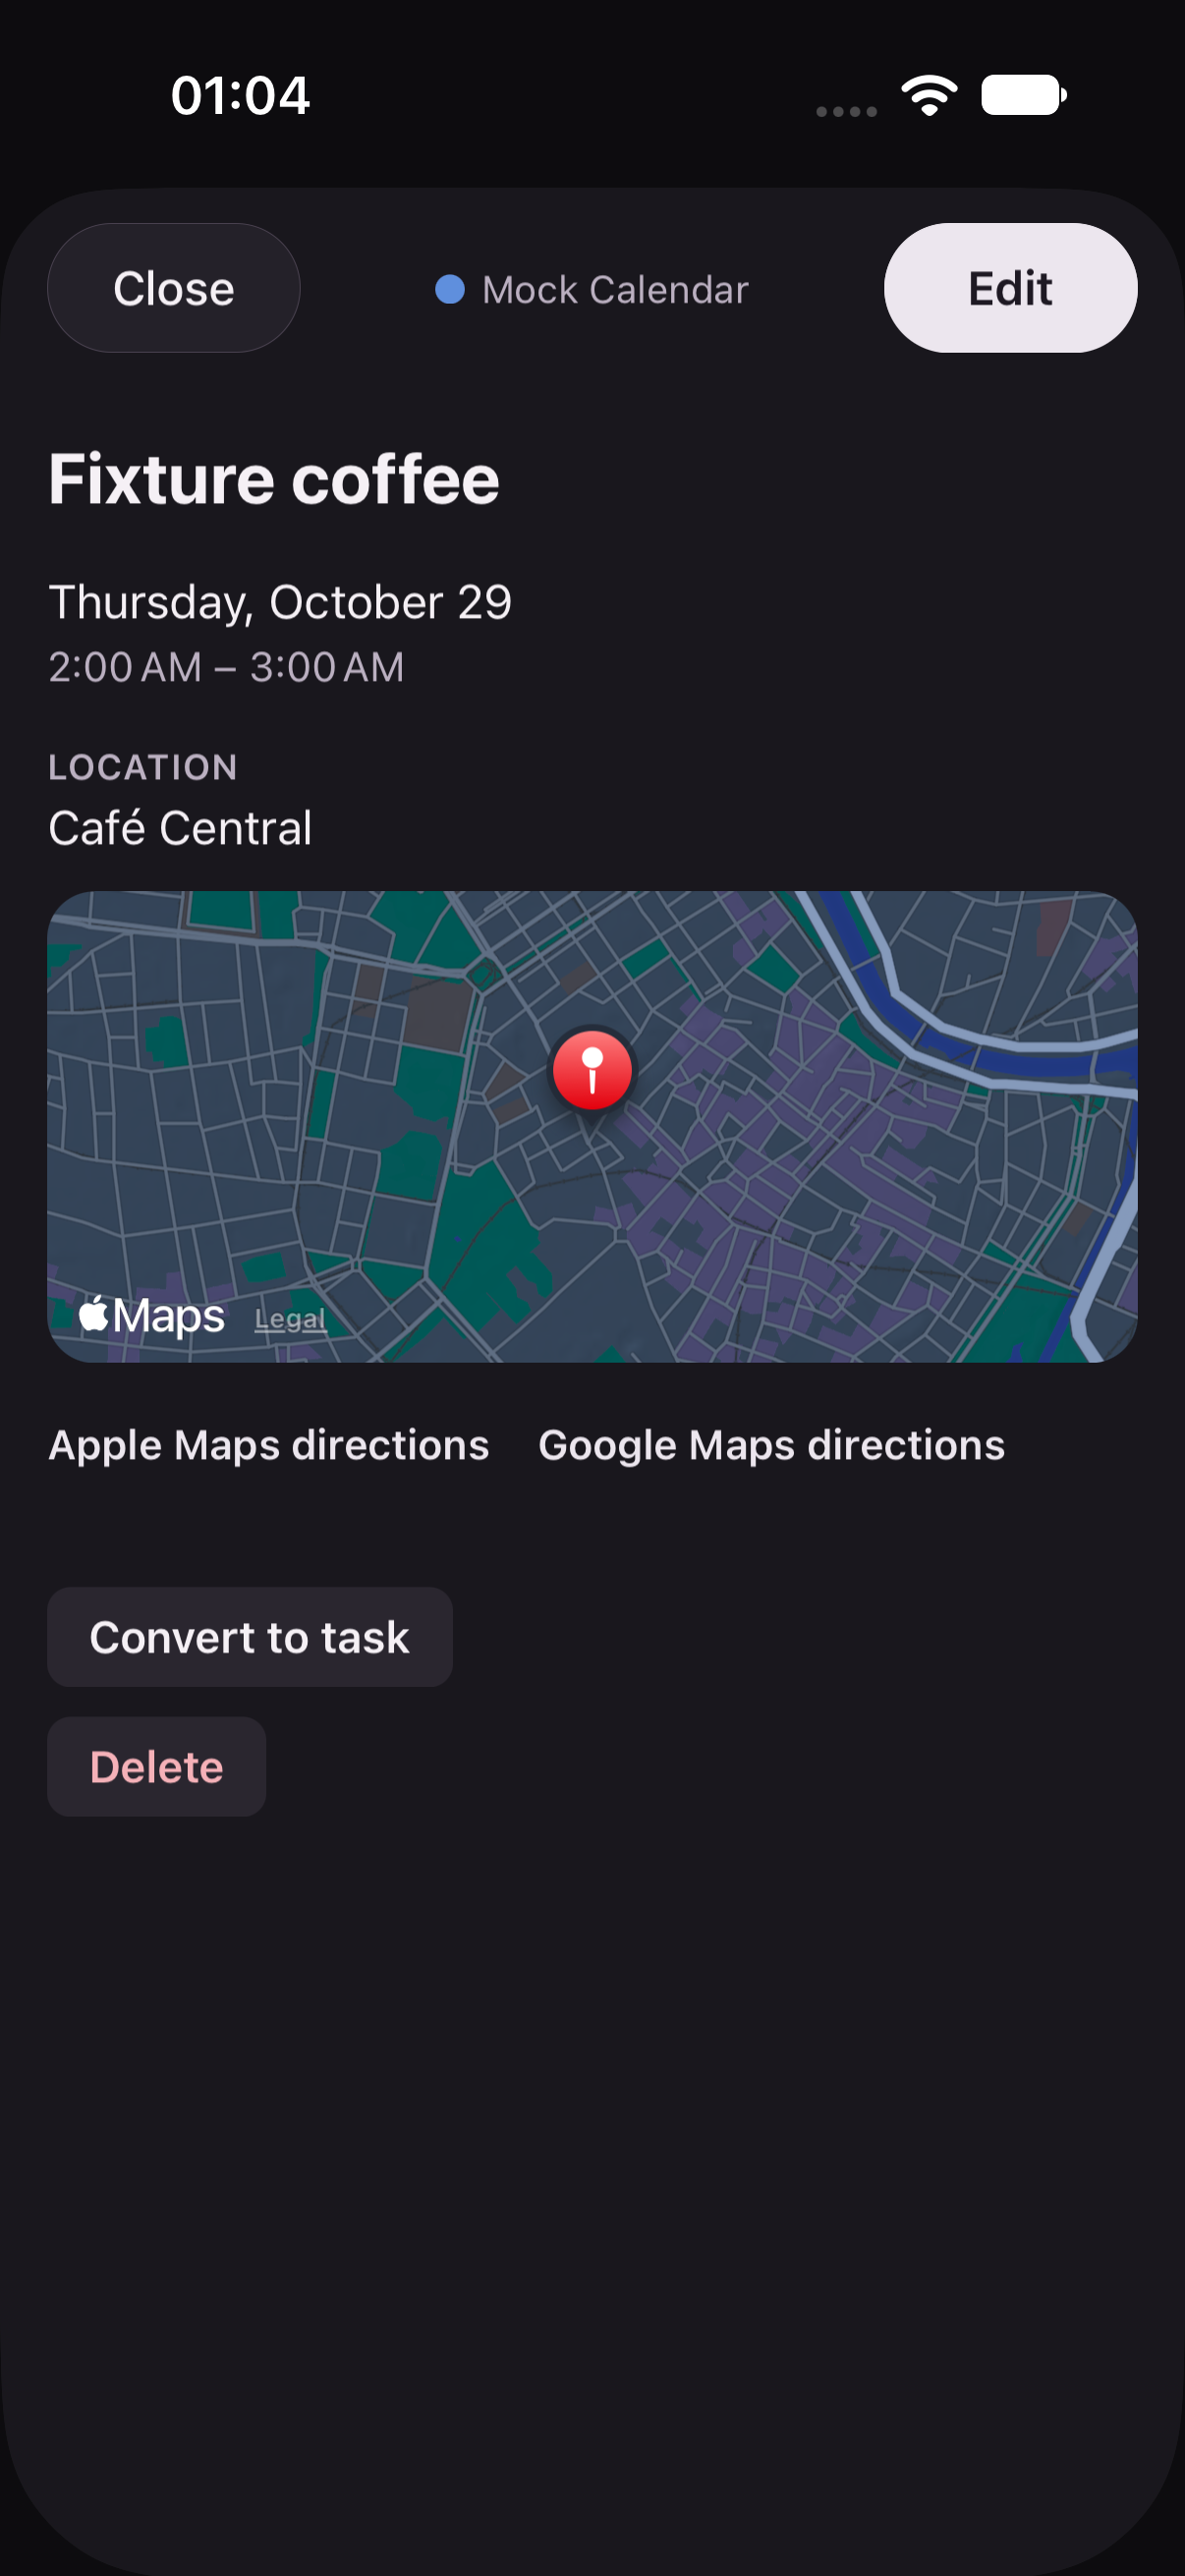 01:04
Close
Mock Calendar
Edit
Fixture coffee
Thursday, October 29
2:00 AM – 3:00 AM
LOCATION
Café Central
Maps
Legal
Apple Maps directions
Google Maps directions
Convert to task
Delete